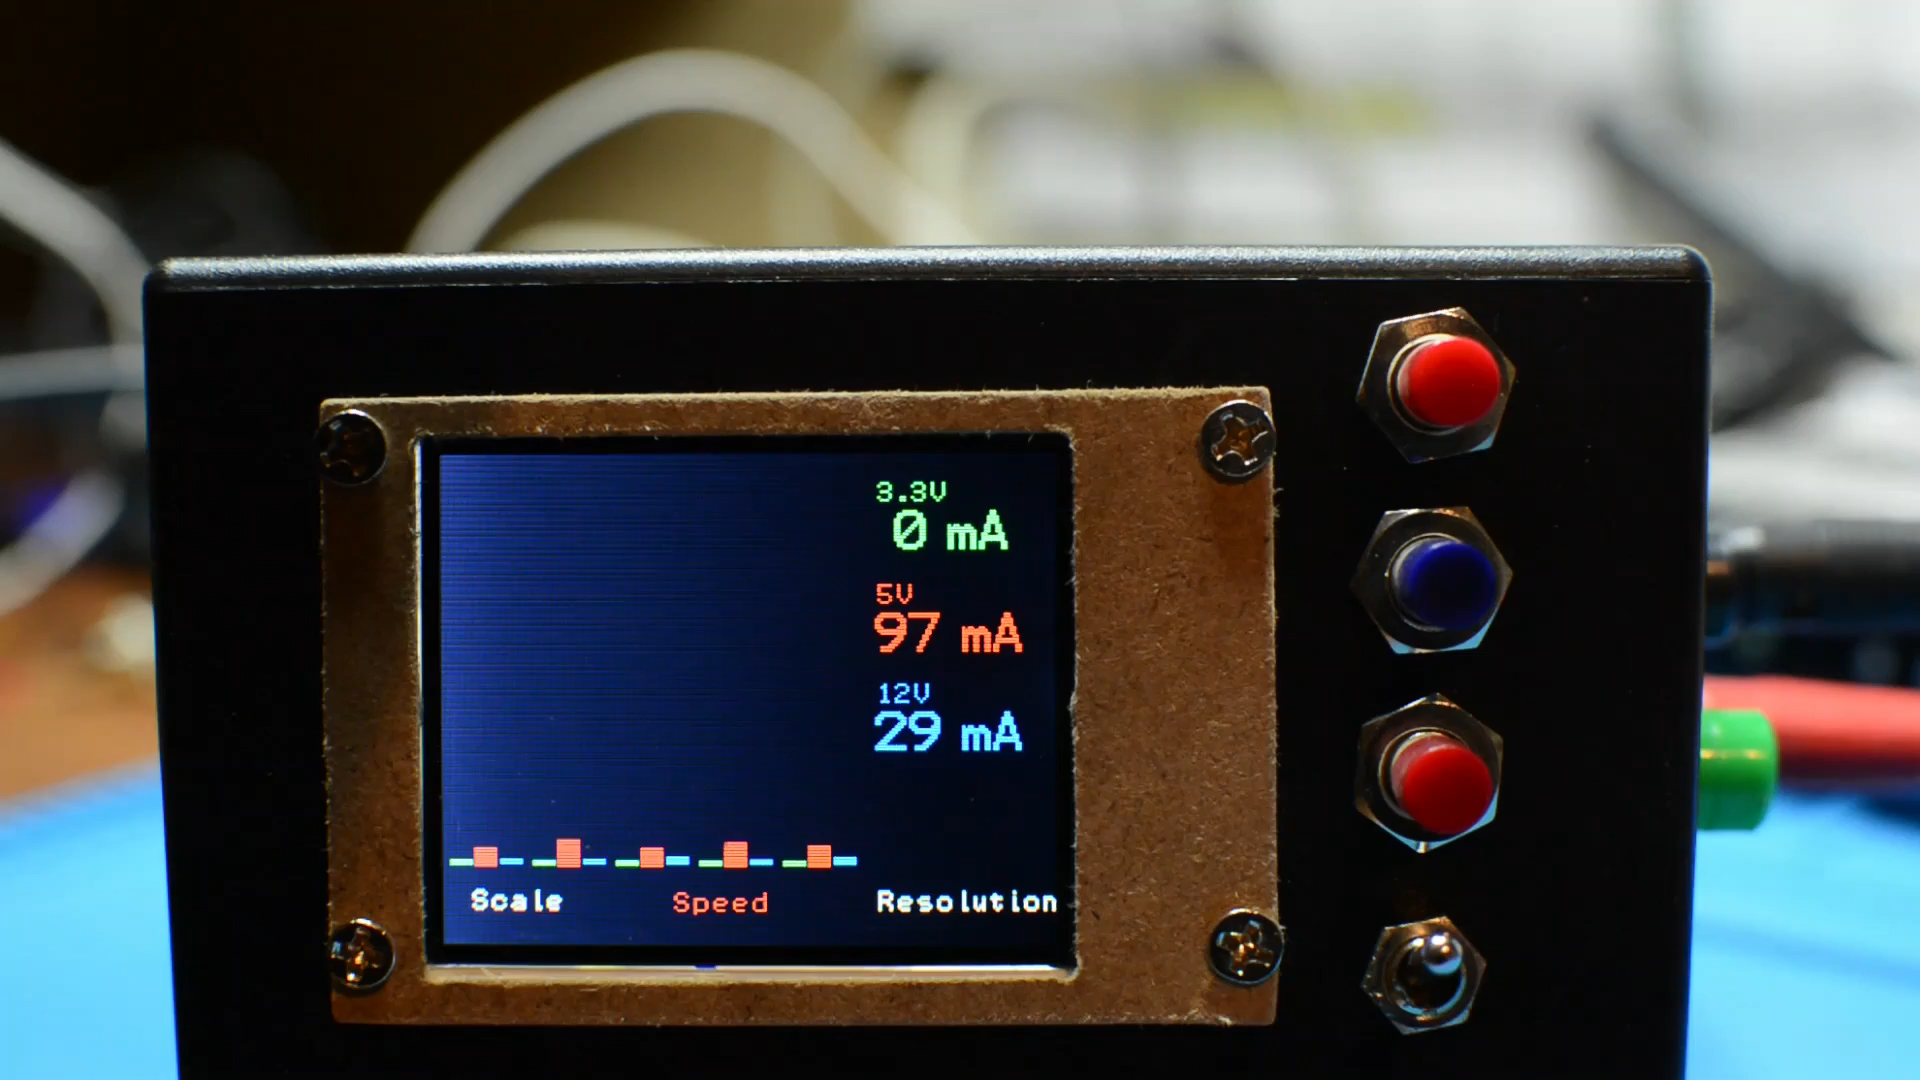 3.3V
0 mA
5V
97 mA
12V
29 mA
Scale Speed Resolution